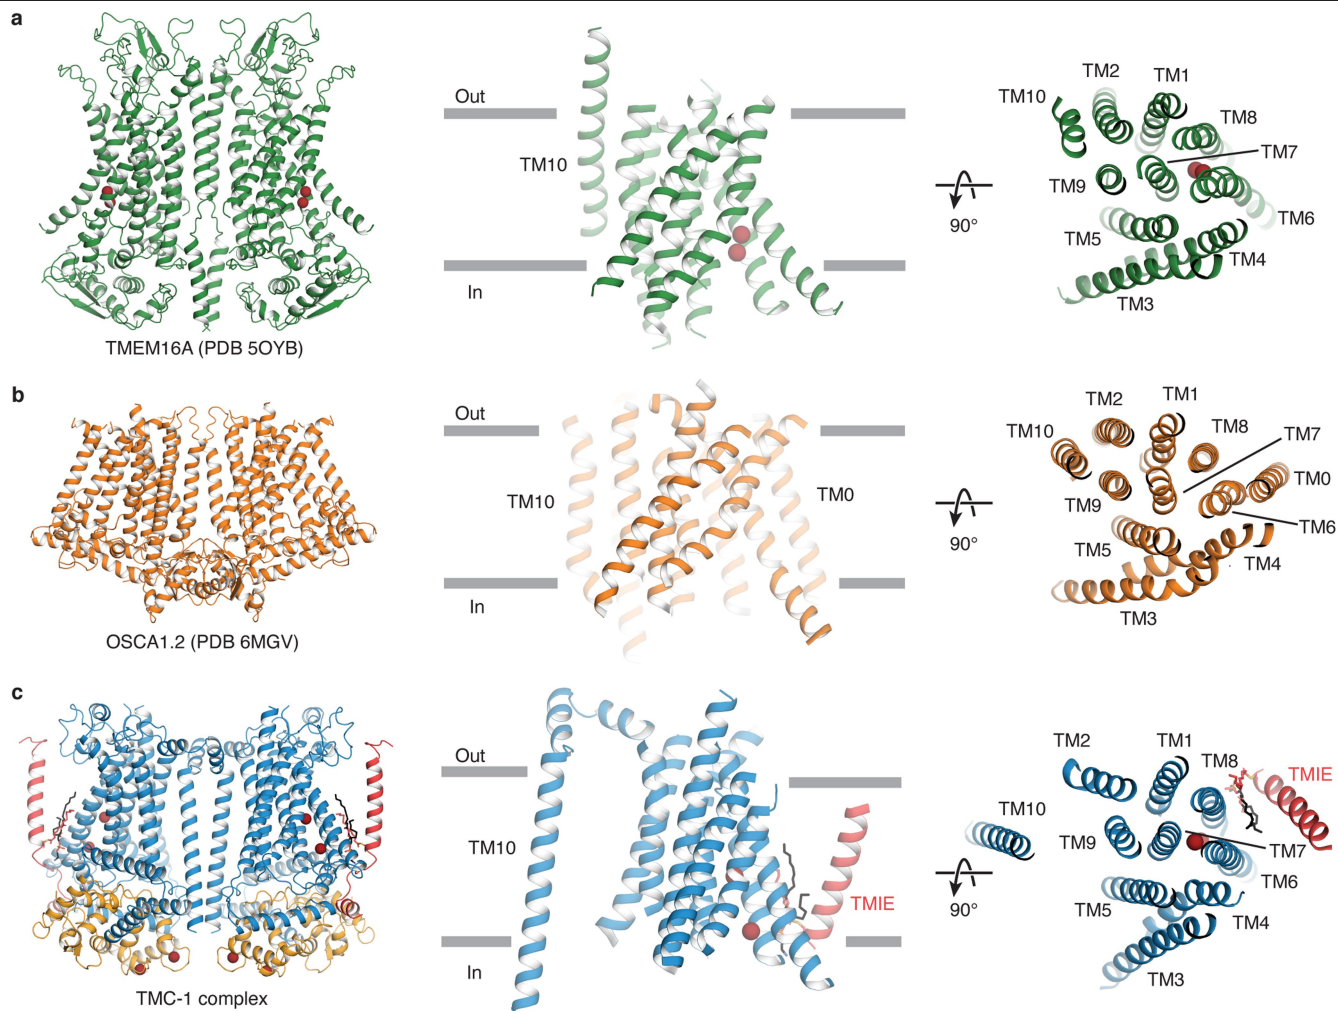 a
Out
TM10
In
90°
TM2
TM1
TM10
TM8
TM7
TM9
TM6
TM5
TM4
TM3
TMEM16A (PDB 5OYB)
b
Out
TM10
TM0
In
90°
TM1
TM2
TM10
TM8
TM7
TM0
TM9
TM6
TM5
TM4
TM3
OSCA1.2 (PDB 6MGV)
c
Out
TM10
TMIE
In
90°
TM2
TM1
TM8
TMIE
TM10
TM9
TM7
TM6
TM5
TM4
TM3
TMC-1 complex